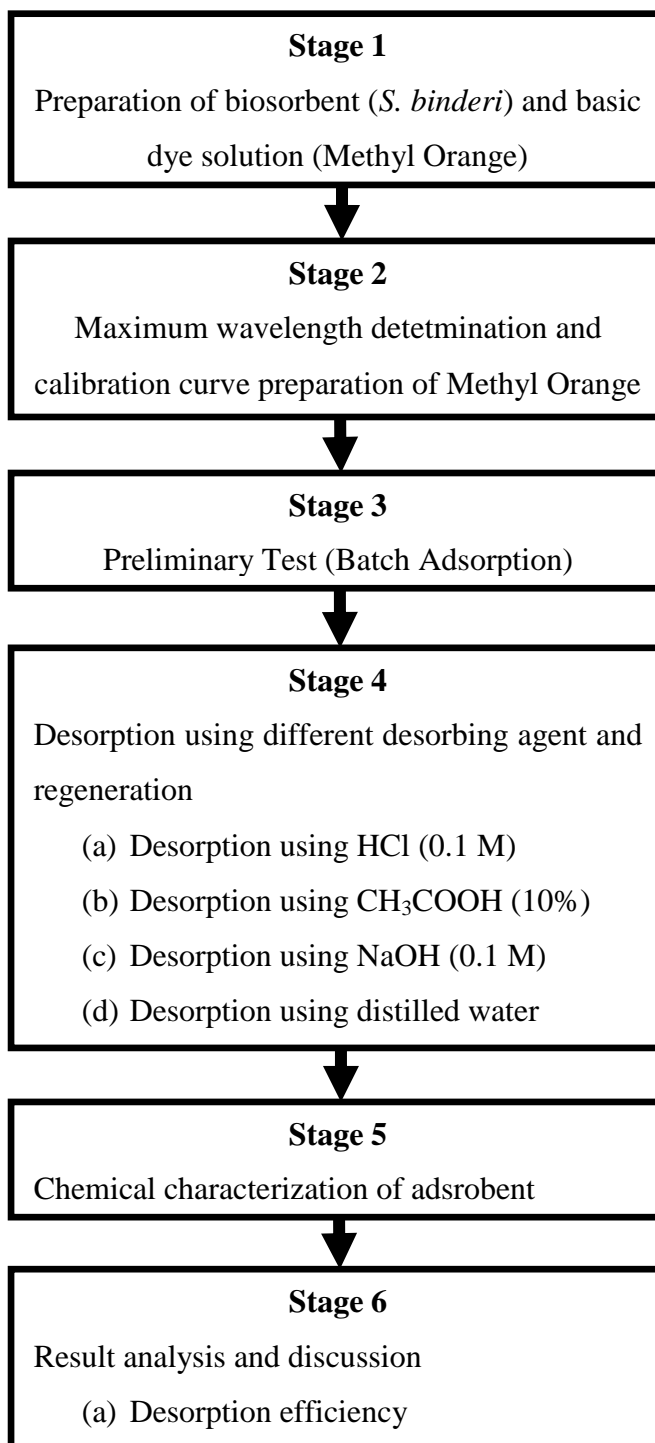 Stage 1
Preparation of biosorbent (S. binderi) and basic
dye solution (Methyl Orange)
Stage 2
Maximum wavelength detetmination and
calibration curve preparation of Methyl Orange
Stage 3
Preliminary Test (Batch Adsorption)
Stage 4
Desorption using different desorbing agent and
regeneration
(a) Desorption using HCl (0.1 M)
(b) Desorption using CH₃COOH (10%)
(c) Desorption using NaOH (0.1 M)
(d) Desorption using distilled water
Stage 5
Chemical characterization of adsrobent
Stage 6
Result analysis and discussion
(a) Desorption efficiency